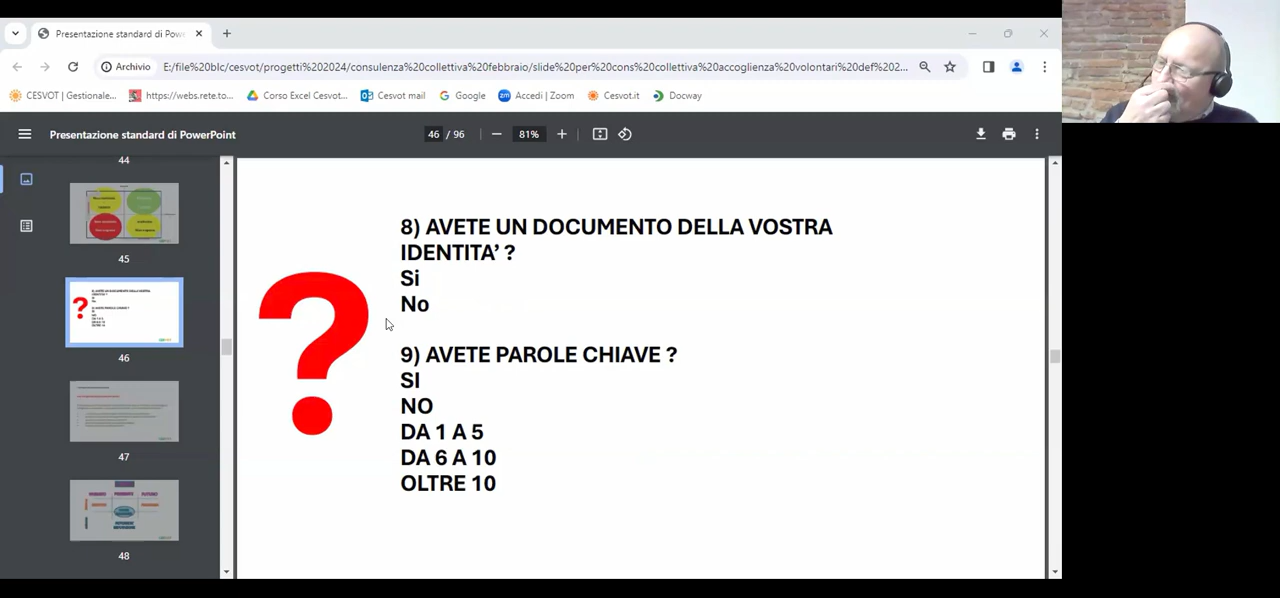 Presentazione standard di Pow
Archivio
E:/file%20blc/cesvot/progetti%202024/consulenza%20collettiva%20febbraio/slide%20per%20cons%20collettiva%20accoglienza%20volontari%20def%202...
CESVOT | Gestionale...
https://webs.rete.to...
Corso Excel Cesvot...
Cesvot mail
Google
Accedi | Zoom
Cesvot.it
Docway
Presentazione standard di PowerPoint
46 / 96
81%
44
45
46
47
48
8) AVETE UN DOCUMENTO DELLA VOSTRA
IDENTITA’ ?
Si
No
9) AVETE PAROLE CHIAVE ?
SI
NO
DA 1 A 5
DA 6 A 10
OLTRE 10